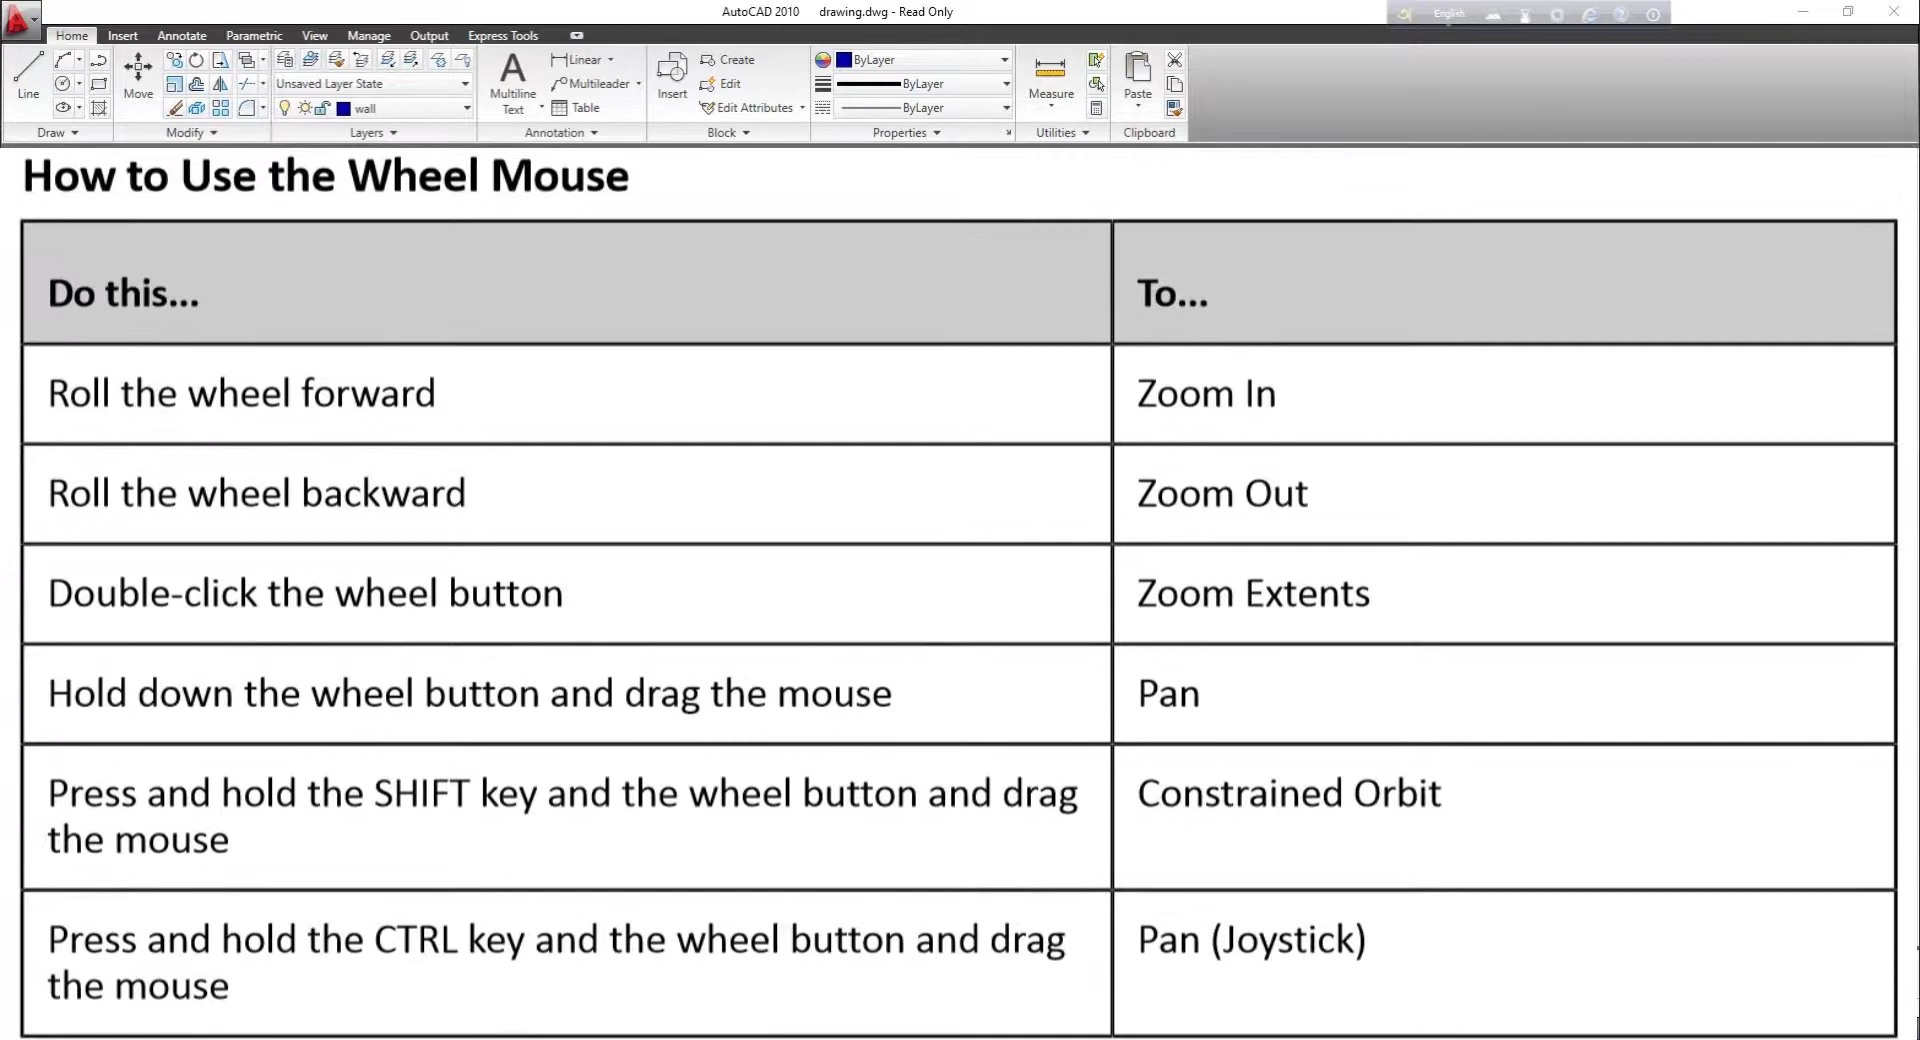 AutoCAD 2010 drawing.dwg - Read Only
English
Home Insert Annotate Parametric View Manage Output Express Tools
Line
Move
Unsaved Layer State
wall
A
Multiline
Text
Linear
Multileader
Table
Insert
Create
Edit
Edit Attributes
ByLayer
ByLayer
ByLayer
Measure
Paste
Draw Modify Layers Annotation Block Properties Utilities Clipboard
How to Use the Wheel Mouse
Do this... To...
Roll the wheel forward Zoom In
Roll the wheel backward Zoom Out
Double-click the wheel button Zoom Extents
Hold down the wheel button and drag the mouse Pan
Press and hold the SHIFT key and the wheel button and drag Constrained Orbit
the mouse
Press and hold the CTRL key and the wheel button and drag Pan (Joystick)
the mouse